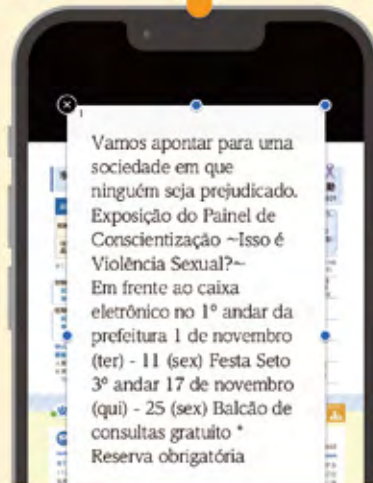 Vamos apontar para uma
sociedade em que
ninguém seja prejudicado.
Exposição do Painel de
Conscientização ~Isso é
Violência Sexual?~
Em frente ao caixa
eletrônico no 1º andar da
prefeitura 1 de novembro
(ter) - 11 (sex) Festa Seto
3º andar 17 de novembro
(qui) - 25 (sex) Balcão de
consultas gratuito *
Reserva obrigatória